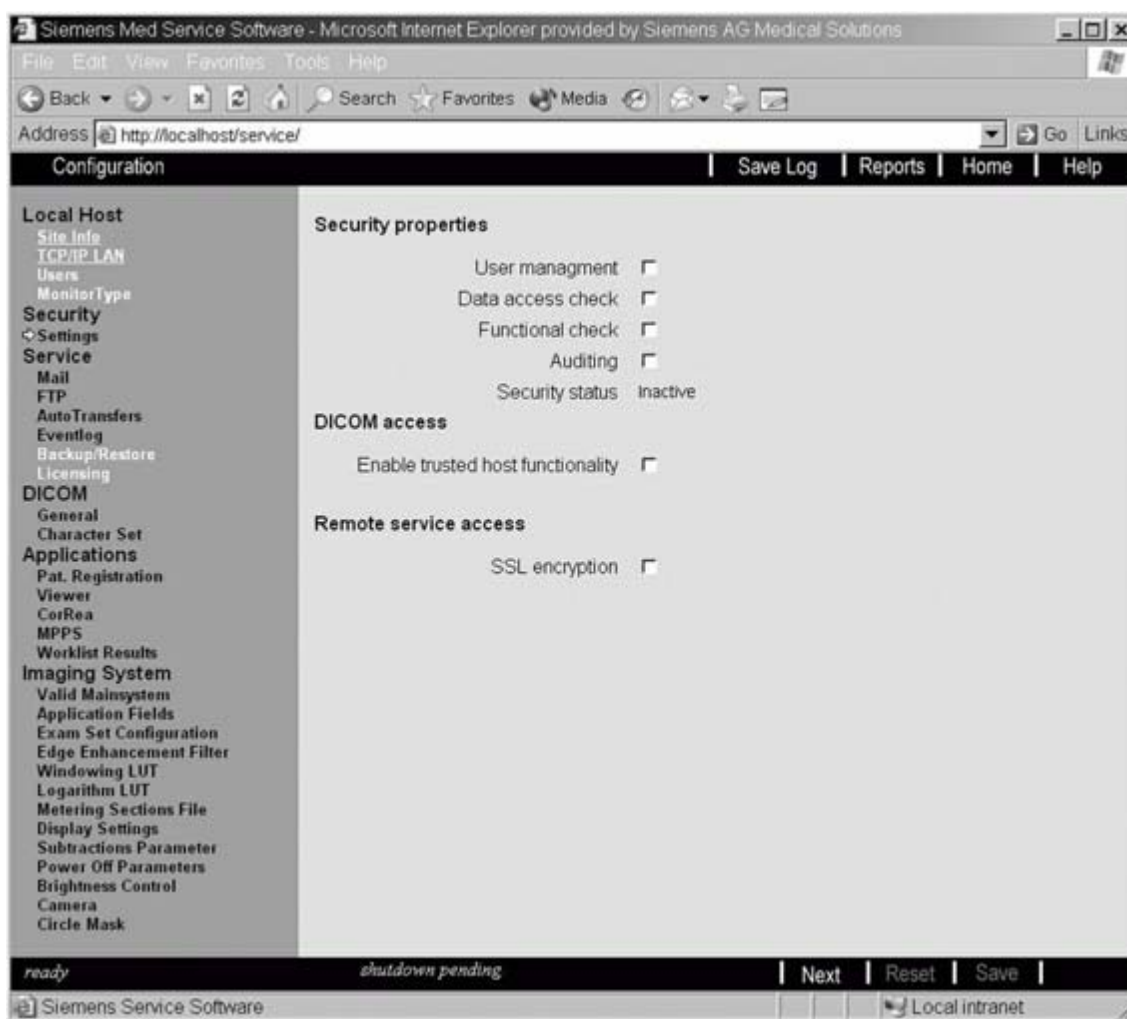 Siemens Med Service Software - Microsoft Internet Explorer provided by Siemens AG Medical Solutions
File Edit View Favorites Tools Help
Back Search Favorites Media
Address http://localhost/service/ Go Links
Configuration Save Log Reports Home Help
Local Host
Site Info
TCP/IP LAN
Users
MonitorType
Security
Settings
Service
Mail
FTP
AutoTransfers
Eventlog
Backup/Restore
Licensing
DICOM
General
Character Set
Applications
Pat. Registration
Viewer
CorRea
MPPS
Worklist Results
Imaging System
Valid Mainsystem
Application Fields
Exam Set Configuration
Edge Enhancement Filter
Windowing LUT
Logarithm LUT
Metering Sections File
Display Settings
Subtractions Parameter
Power Off Parameters
Brightness Control
Camera
Circle Mask
Security properties
User managment
Data access check
Functional check
Auditing
Security status Inactive
DICOM access
Enable trusted host functionality
Remote service access
SSL encryption
ready shutdown pending Next Reset Save
Siemens Service Software Local intranet